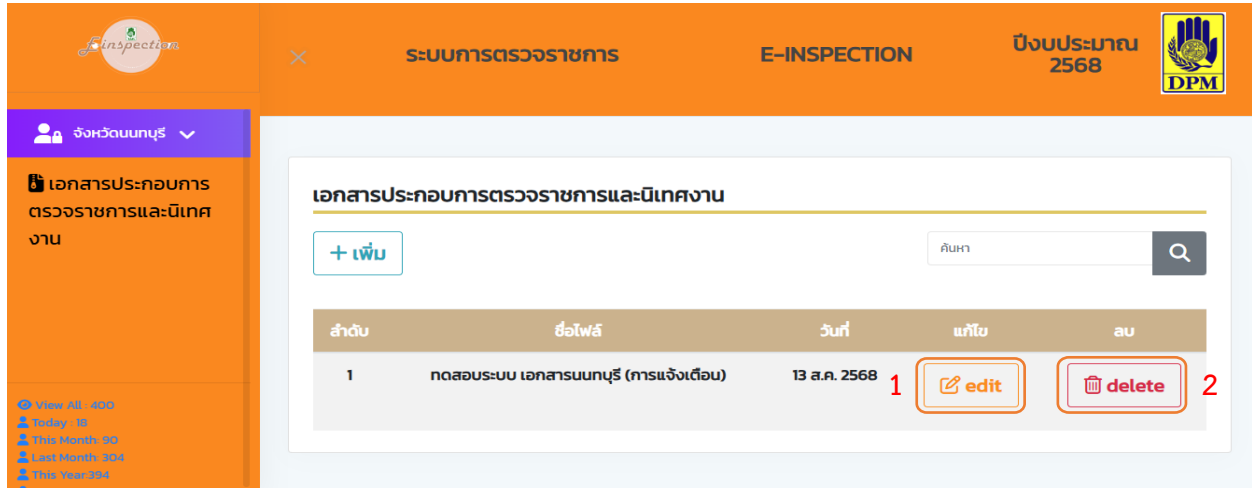 Einspection
ระบบการตรวจราชการ
E-INSPECTION
ปีงบประมาณ
2568
DPM
จังหวัดนนทบุรี
เอกสารประกอบการ
ตรวจราชการและนิเทศ
งาน
เอกสารประกอบการตรวจราชการและนิเทศงาน
เพิ่ม
ค้นหา
ลำดับ ชื่อไฟล์ วันที่ แก้ไข ลบ
1 ทดสอบระบบ เอกสารนนทบุรี (การแจ้งเตือน) 13 ส.ค. 2568 1 edit delete 2
View All : 400
Today : 18
This Month: 90
Last Month: 304
This Year:394